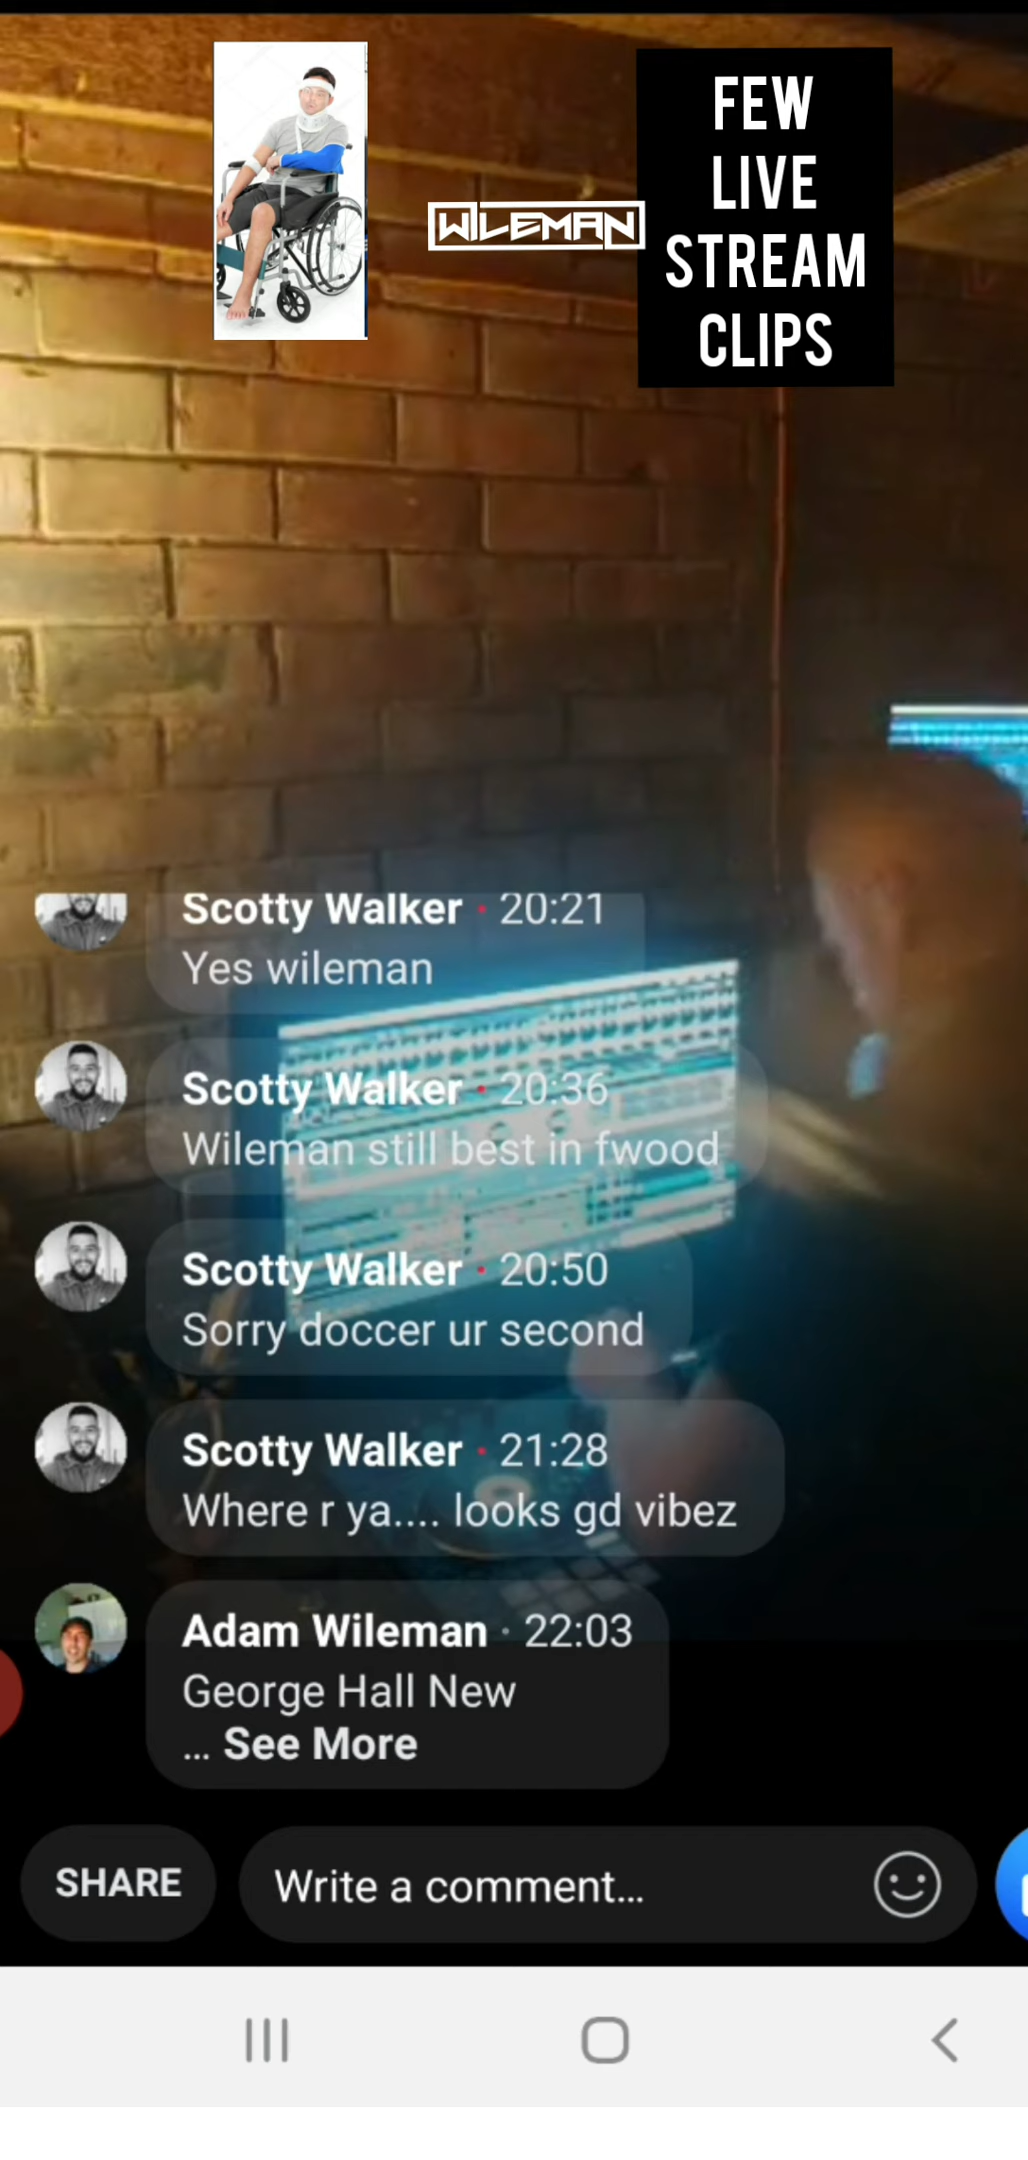 FEW
LIVE
STREAM
CLIPS
WILEMAN
Scotty Walker · 20:21
Yes wileman
Scotty Walker · 20:36
Wileman still best in fwood
Scotty Walker · 20:50
Sorry doccer ur second
Scotty Walker · 21:28
Where r ya.... looks gd vibez
Adam Wileman · 22:03
George Hall New
... See More
SHARE
Write a comment...